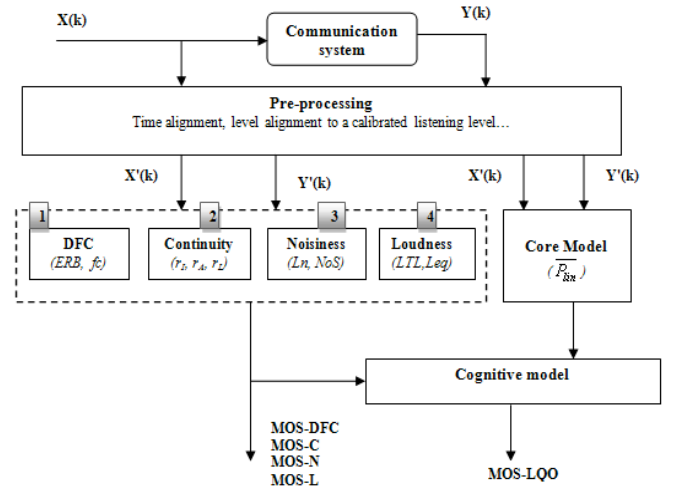 X(k)
Y(k)
Communication
system
Pre-processing
Time alignment, level alignment to a calibrated listening level...
X'(k)
Y'(k)
X'(k)
Y'(k)
1
2
3
4
DFC
(ERB, fc)
Continuity
(rI, rA, rL)
Noisiness
(Ln, NoS)
Loudness
(LTL,Leq)
Core Model
( P̅lin )
Cognitive model
MOS-DFC
MOS-C
MOS-N
MOS-L
MOS-LQO